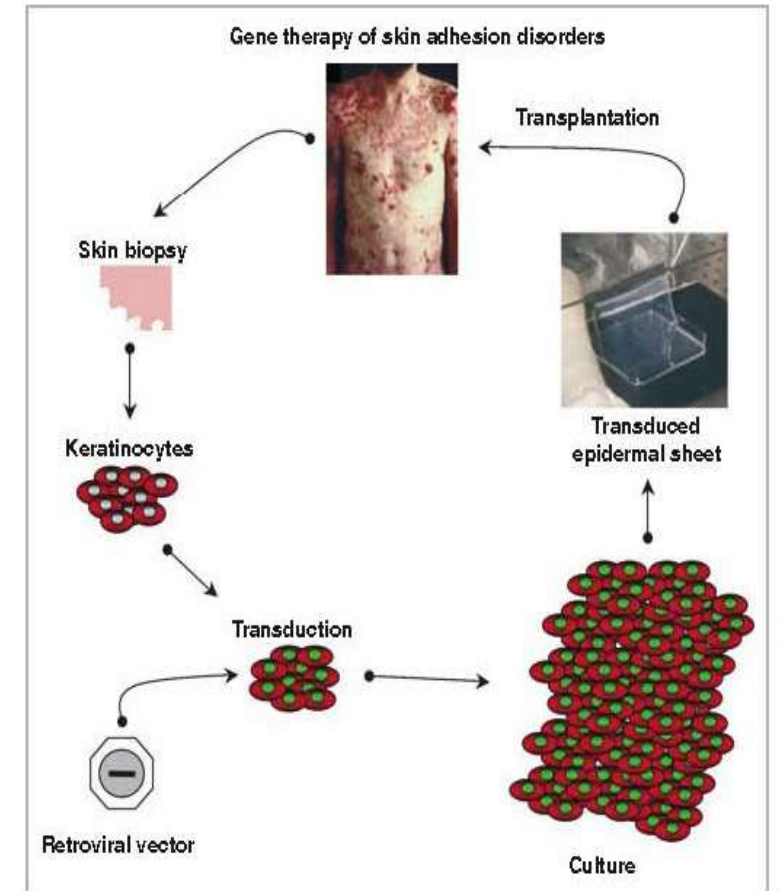 Gene therapy of skin adhesion disorders
Transplantation
Skin biopsy
Keratinocytes
Transduced
epidermal sheet
Transduction
Retroviral vector
Culture